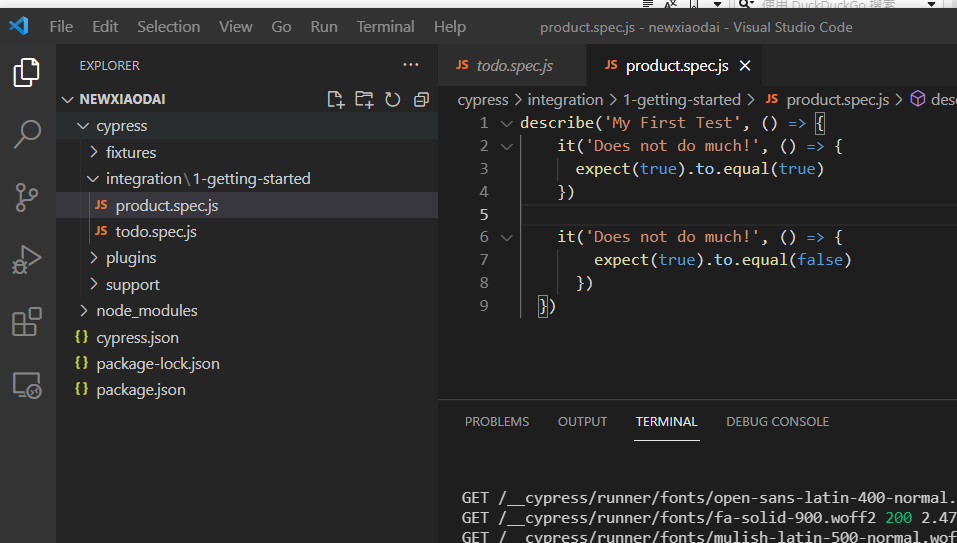 使用 DuckDuckGo 搜索
File Edit Selection View Go Run Terminal Help product.spec.js - newxiaodai - Visual Studio Code
EXPLORER ...
NEWXIAODAI
cypress
fixtures
integration\1-getting-started
JS product.spec.js
JS todo.spec.js
plugins
support
node_modules
{} cypress.json
{} package-lock.json
{} package.json
JS todo.spec.js JS product.spec.js
cypress > integration > 1-getting-started > JS product.spec.js > des
1 describe('My First Test', () => {
2 it('Does not do much!', () => {
3 expect(true).to.equal(true)
4 })
5
6 it('Does not do much!', () => {
7 expect(true).to.equal(false)
8 })
9 })
PROBLEMS OUTPUT TERMINAL DEBUG CONSOLE
GET /__cypress/runner/fonts/open-sans-latin-400-normal.
GET /__cypress/runner/fonts/fa-solid-900.woff2 200 2.47
GET /__cypress/runner/fonts/mulish-latin-500-normal.wof